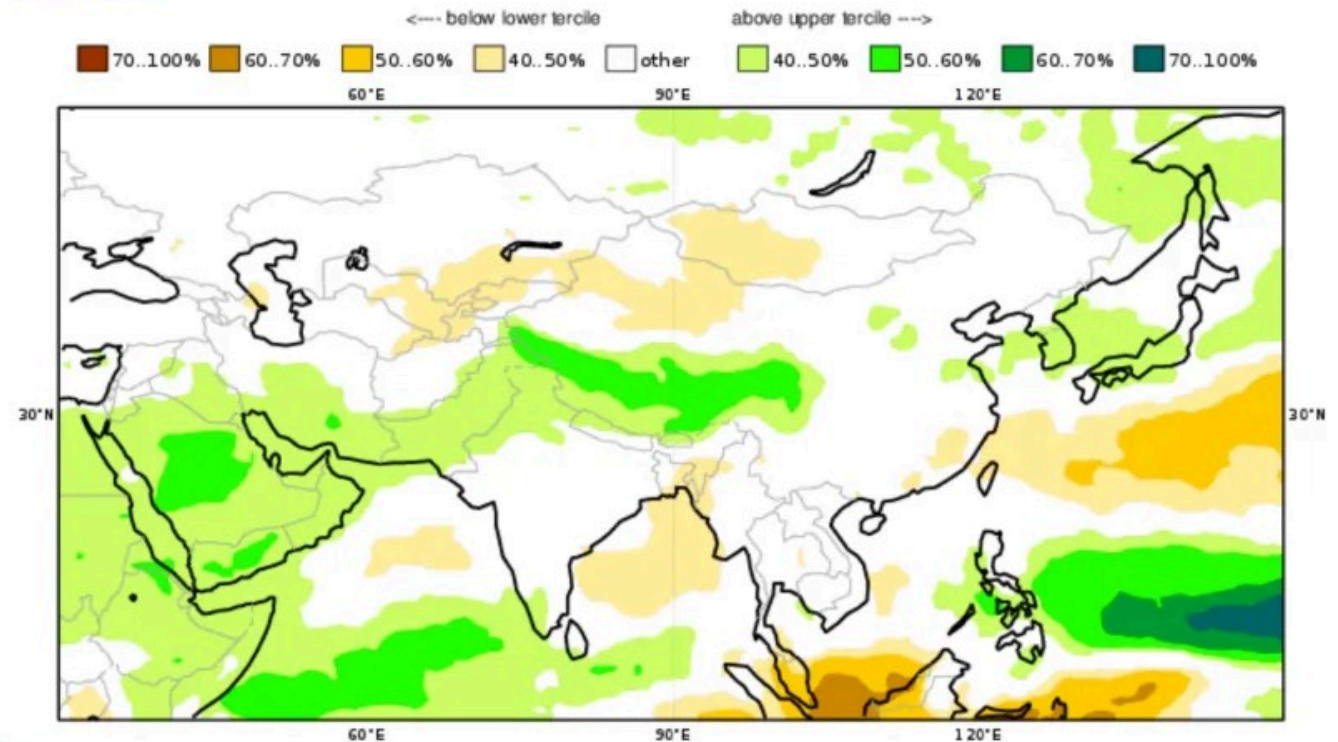 <---- below lower tercile above upper tercile ---->
70..100% 60..70% 50..60% 40..50% other 40..50% 50..60% 60..70% 70..100%
60°E 90°E 120°E
30°N 30°N
60°E 90°E 120°E